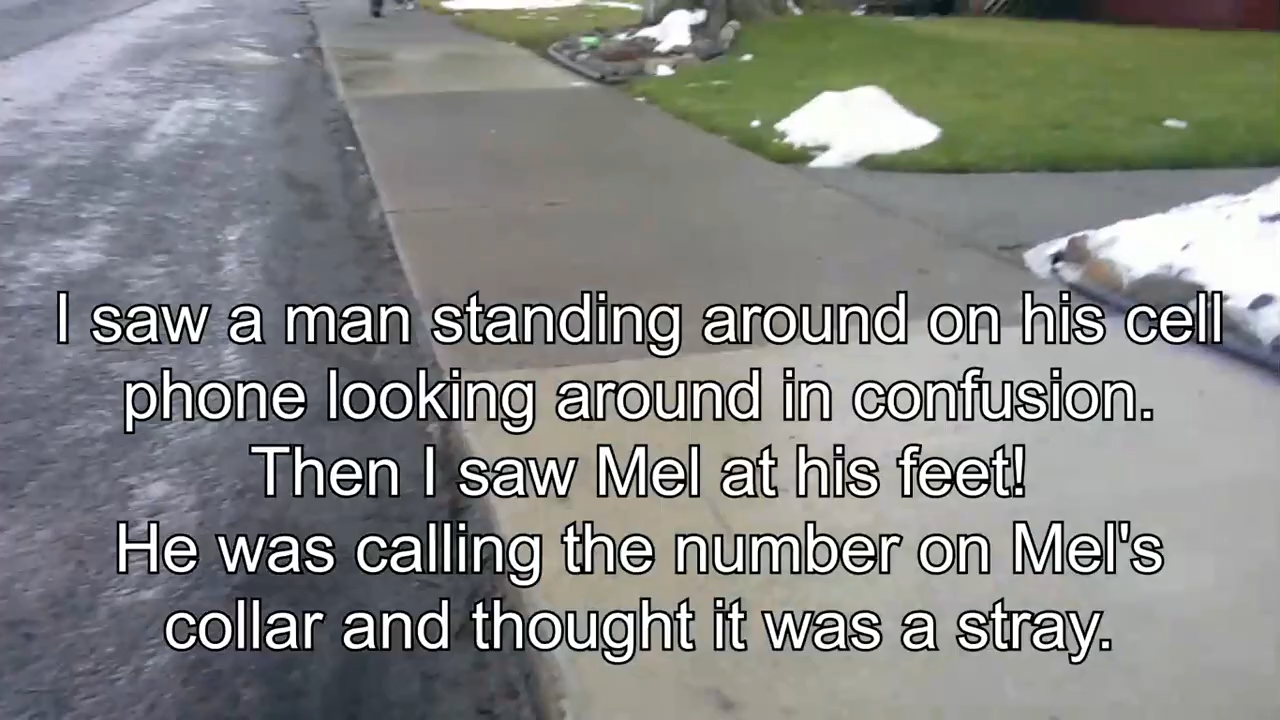 I saw a man standing around on his cell
phone looking around in confusion.
Then I saw Mel at his feet!
He was calling the number on Mel's
collar and thought it was a stray.